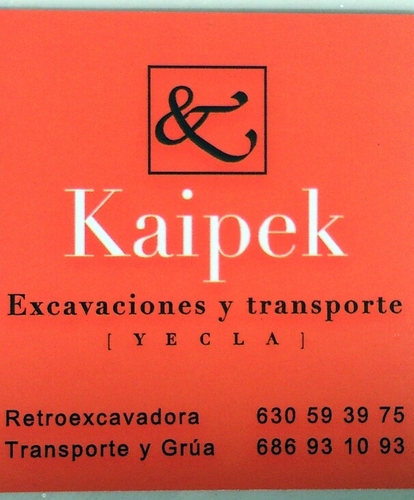 &
Kaipek
Excavaciones y transporte
[ Y E C L A ]
Retroexcavadora 630 59 39 75
Transporte y Grúa 686 93 10 93